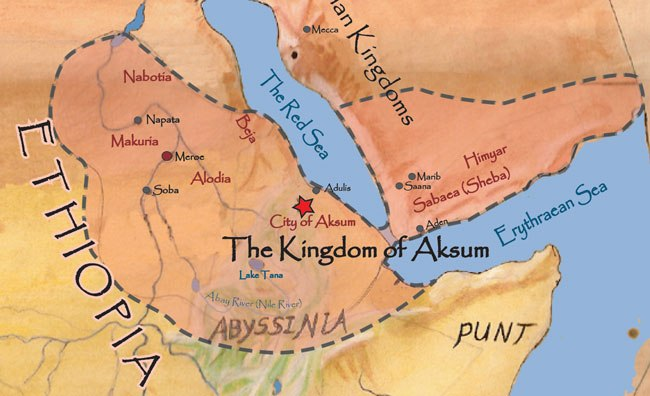 Mecca
an Kingdoms
The Red Sea
Nabotía
Napata
Beja
Makuria
Meroe
Alodia
Soba
ETHIOPIA
Adulis
City of Aksum
The Kingdom of Aksum
Himyar
Marib
Saana
Sabaea (Sheba)
Aden
Erythraean Sea
Lake Tana
Abay River (Nile River)
ABYSSINIA
PUNT